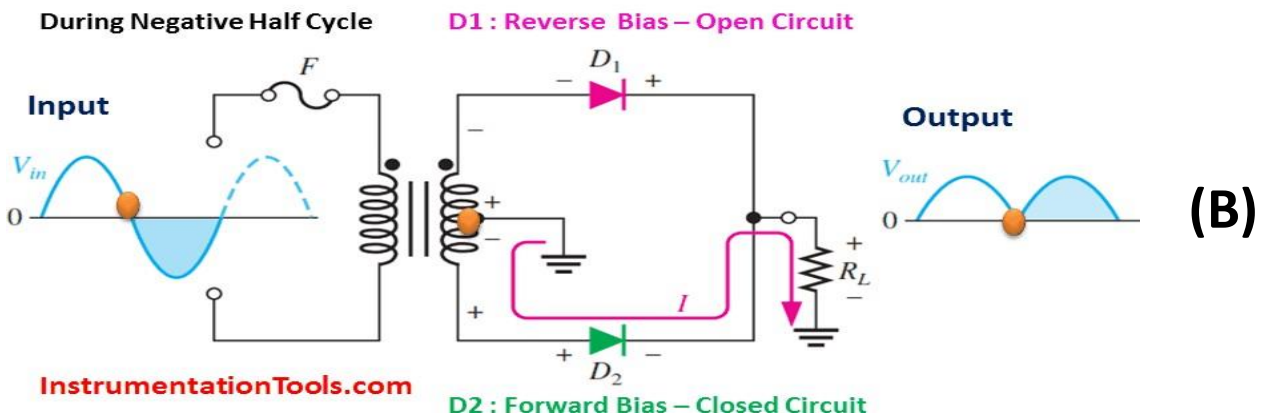 During Negative Half Cycle
D1 : Reverse Bias – Open Circuit
F
D1
− +
Input
Output
−
Vin
Vout
0
+
−
0
(B)
+
RL
−
+
I
+ −
D2
InstrumentationTools.com
D2 : Forward Bias – Closed Circuit